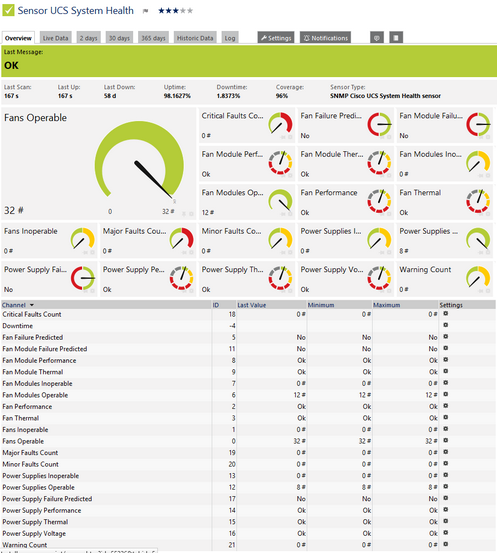 Sensor UCS System Health
Overview Live Data 2 days 30 days 365 days Historic Data Log Settings Notifications
Last Message:
OK
Last Scan: Last Up: Last Down: Uptime: Downtime: Coverage: Sensor Type:
167 s 167 s 58 d 98.1627% 1.8373% 96% SNMP Cisco UCS System Health sensor
Fans Operable
0 32 #
32 #
Critical Faults Co...
0 #
Fan Failure Predi...
No
Fan Module Failu...
No
Fan Module Perf...
Ok
Fan Module Ther...
Ok
Fan Modules Ino...
0 #
Fan Modules Op...
12 #
Fan Performance
Ok
Fan Thermal
Ok
Fans Inoperable
0 #
Major Faults Cou...
0 #
Minor Faults Co...
0 #
Power Supplies I...
0 #
Power Supplies ...
8 #
Power Supply Fai...
No
Power Supply Pe...
Ok
Power Supply Th...
Ok
Power Supply Vo...
Ok
Warning Count
0 #
Channel ID Last Value Minimum Maximum Settings
Critical Faults Count 18 0 # 0 # 0 #
Downtime -4
Fan Failure Predicted 5 No No No
Fan Module Failure Predicted 11 No No No
Fan Module Performance 8 Ok Ok Ok
Fan Module Thermal 9 Ok Ok Ok
Fan Modules Inoperable 7 0 # 0 # 0 #
Fan Modules Operable 6 12 # 12 # 12 #
Fan Performance 2 Ok Ok Ok
Fan Thermal 3 Ok Ok Ok
Fans Inoperable 1 0 # 0 # 0 #
Fans Operable 0 32 # 32 # 32 #
Major Faults Count 19 0 # 0 # 0 #
Minor Faults Count 20 0 # 0 # 0 #
Power Supplies Inoperable 13 0 # 0 # 0 #
Power Supplies Operable 12 8 # 8 # 8 #
Power Supply Failure Predicted 17 No No No
Power Supply Performance 14 Ok Ok Ok
Power Supply Thermal 15 Ok Ok Ok
Power Supply Voltage 16 Ok Ok Ok
Warning Count 21 0 # 0 # 0 #